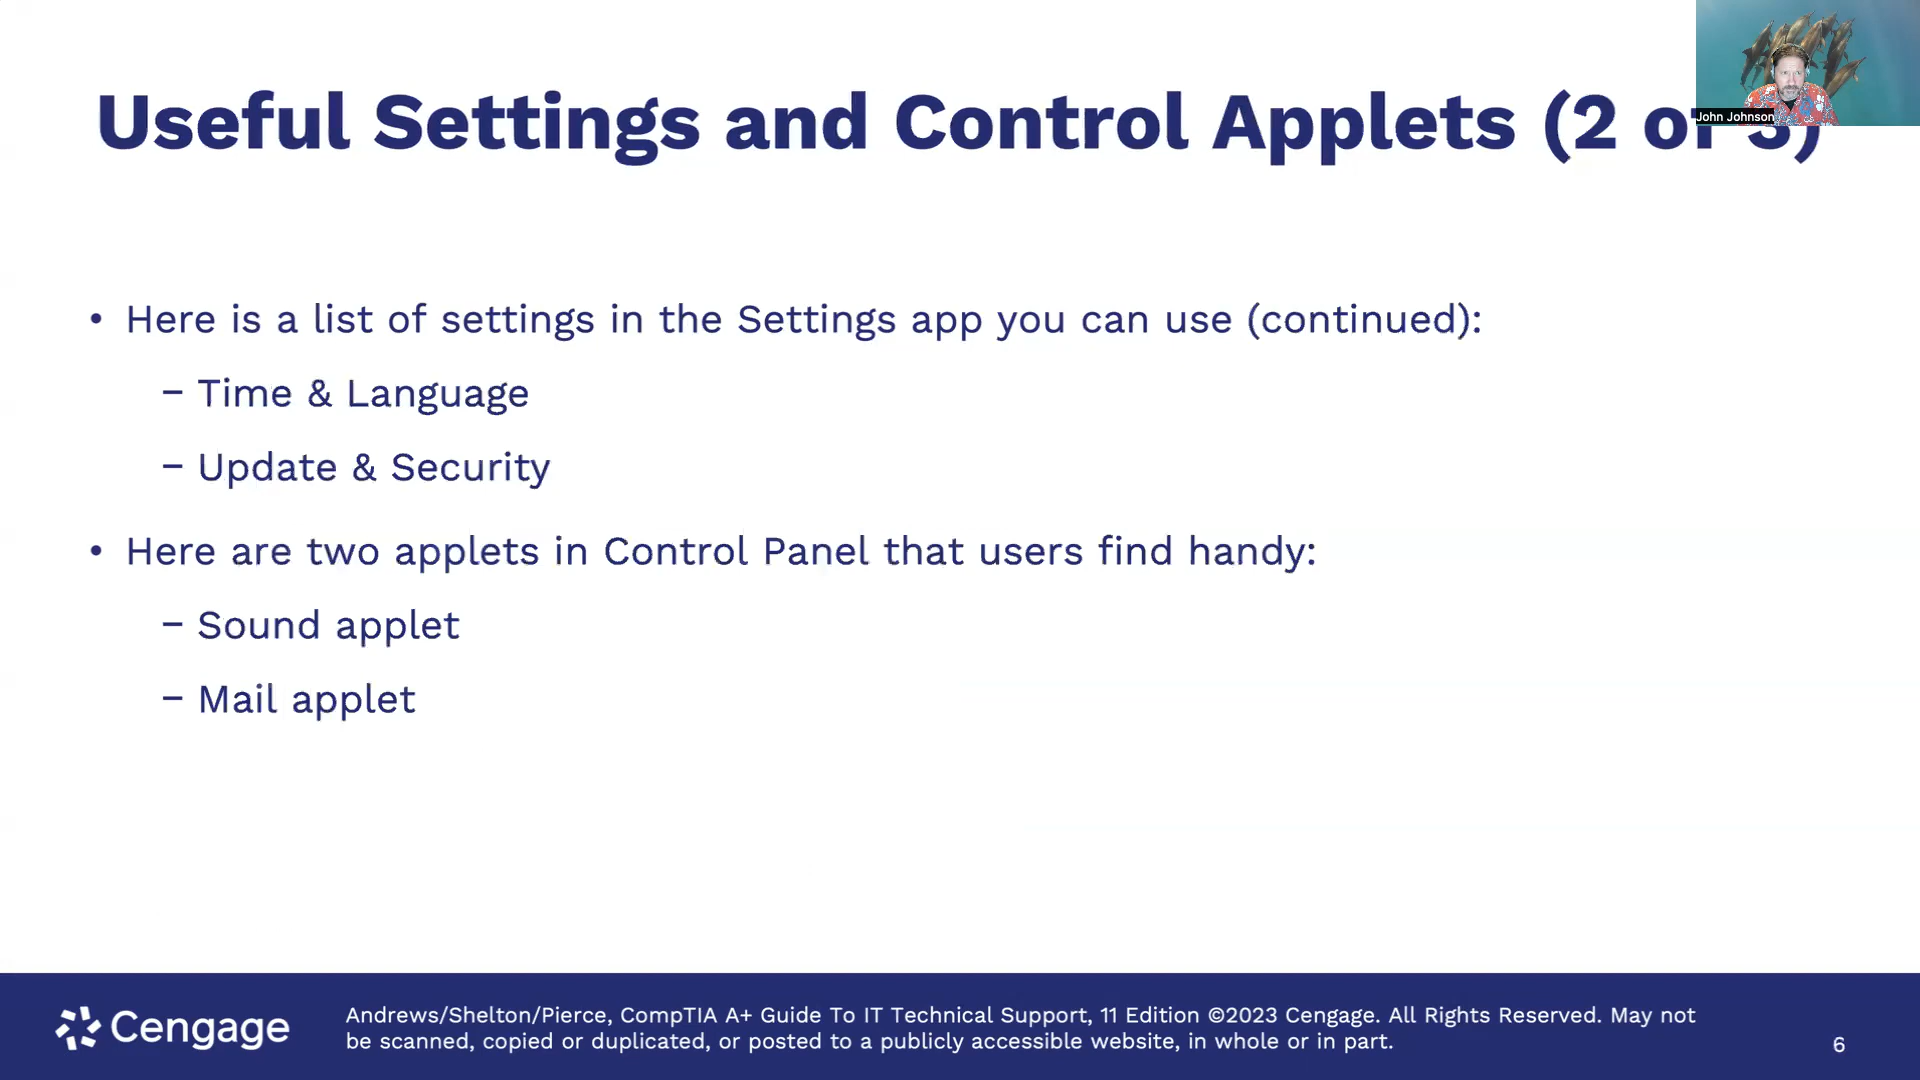 Useful Settings and Control Applets (2 of 3)
John Johnson
• Here is a list of settings in the Settings app you can use (continued):
– Time & Language
– Update & Security
• Here are two applets in Control Panel that users find handy:
– Sound applet
– Mail applet
Cengage
Andrews/Shelton/Pierce, CompTIA A+ Guide To IT Technical Support, 11 Edition ©2023 Cengage. All Rights Reserved. May not
be scanned, copied or duplicated, or posted to a publicly accessible website, in whole or in part.
6